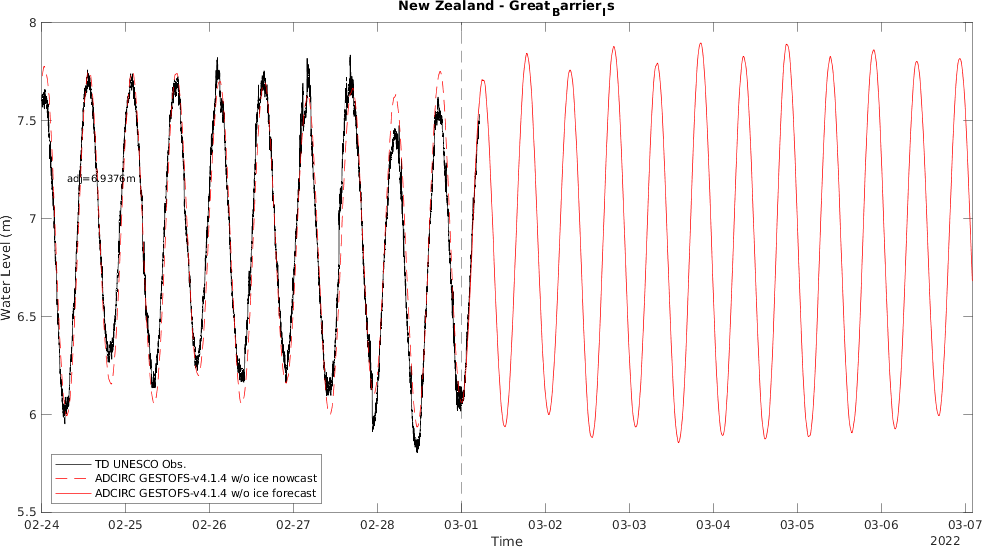 New Zealand - Great_Barrier_Is
8
7.5
7
6.5
6
5.5
Water Level (m)
adj=6.9376m
TD UNESCO Obs.
ADCIRC GESTOFS-v4.1.4 w/o ice nowcast
ADCIRC GESTOFS-v4.1.4 w/o ice forecast
02-24 02-25 02-26 02-27 02-28 03-01 03-02 03-03 03-04 03-05 03-06 03-07
Time
2022